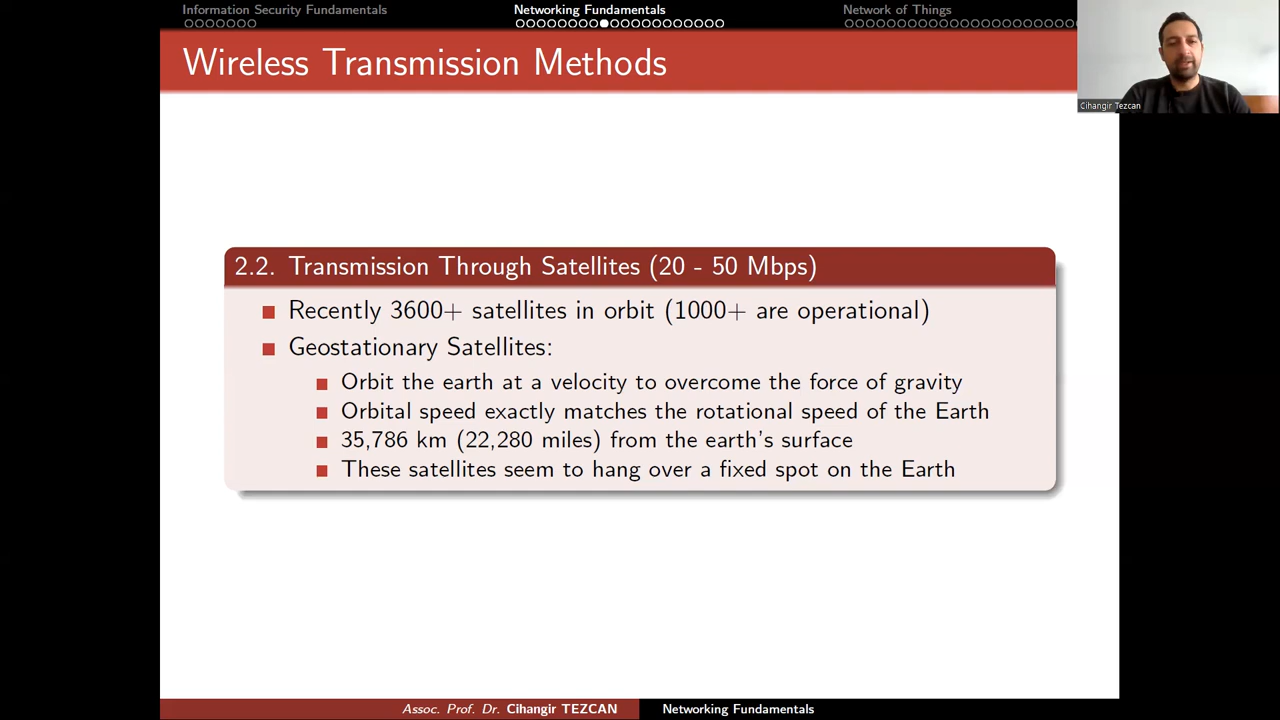 Information Security Fundamentals
Networking Fundamentals
Network of Things
Wireless Transmission Methods
Cihangir Tezcan
2.2. Transmission Through Satellites (20 - 50 Mbps)
Recently 3600+ satellites in orbit (1000+ are operational)
Geostationary Satellites:
Orbit the earth at a velocity to overcome the force of gravity
Orbital speed exactly matches the rotational speed of the Earth
35,786 km (22,280 miles) from the earth's surface
These satellites seem to hang over a fixed spot on the Earth
Assoc. Prof. Dr. Cihangir TEZCAN
Networking Fundamentals